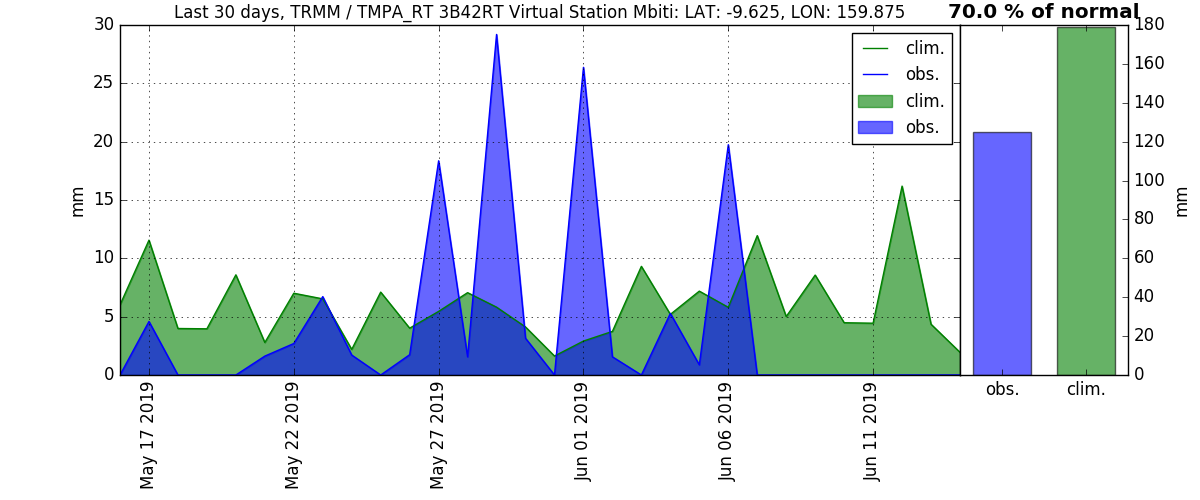 Last 30 days, TRMM / TMPA_RT 3B42RT Virtual Station Mbiti: LAT: -9.625, LON: 159.875
70.0 % of normal
30
25
20
15
10
5
0
mm
clim.
obs.
clim.
obs.
180
160
140
120
100
80
60
40
20
0
mm
May 17 2019
May 22 2019
May 27 2019
Jun 01 2019
Jun 06 2019
Jun 11 2019
obs.
clim.